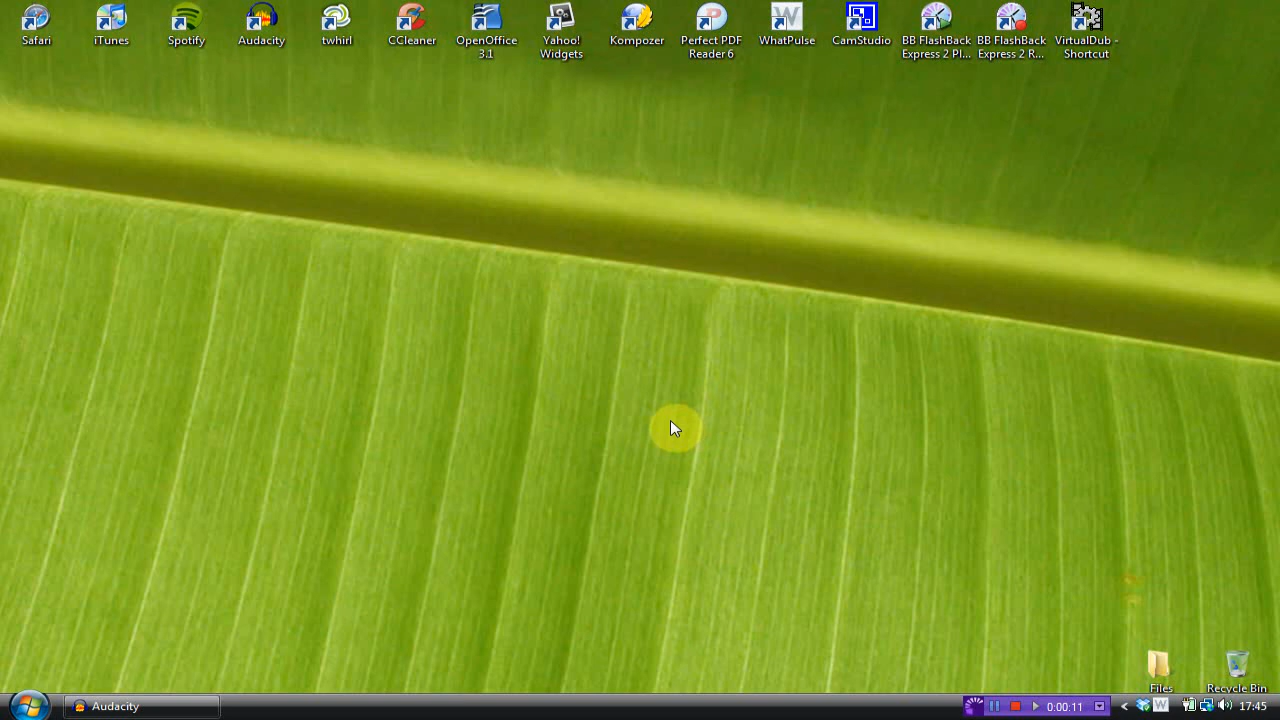 Safari
iTunes
Spotify
Audacity
twhirl
CCleaner
OpenOffice
3.1
Yahoo!
Widgets
Kompozer
Perfect PDF
Reader 6
WhatPulse
CamStudio
BB FlashBack
Express 2 Pl...
BB FlashBack
Express 2 R...
VirtualDub -
Shortcut
Files
Recycle Bin
Audacity
0:00:11
17:45